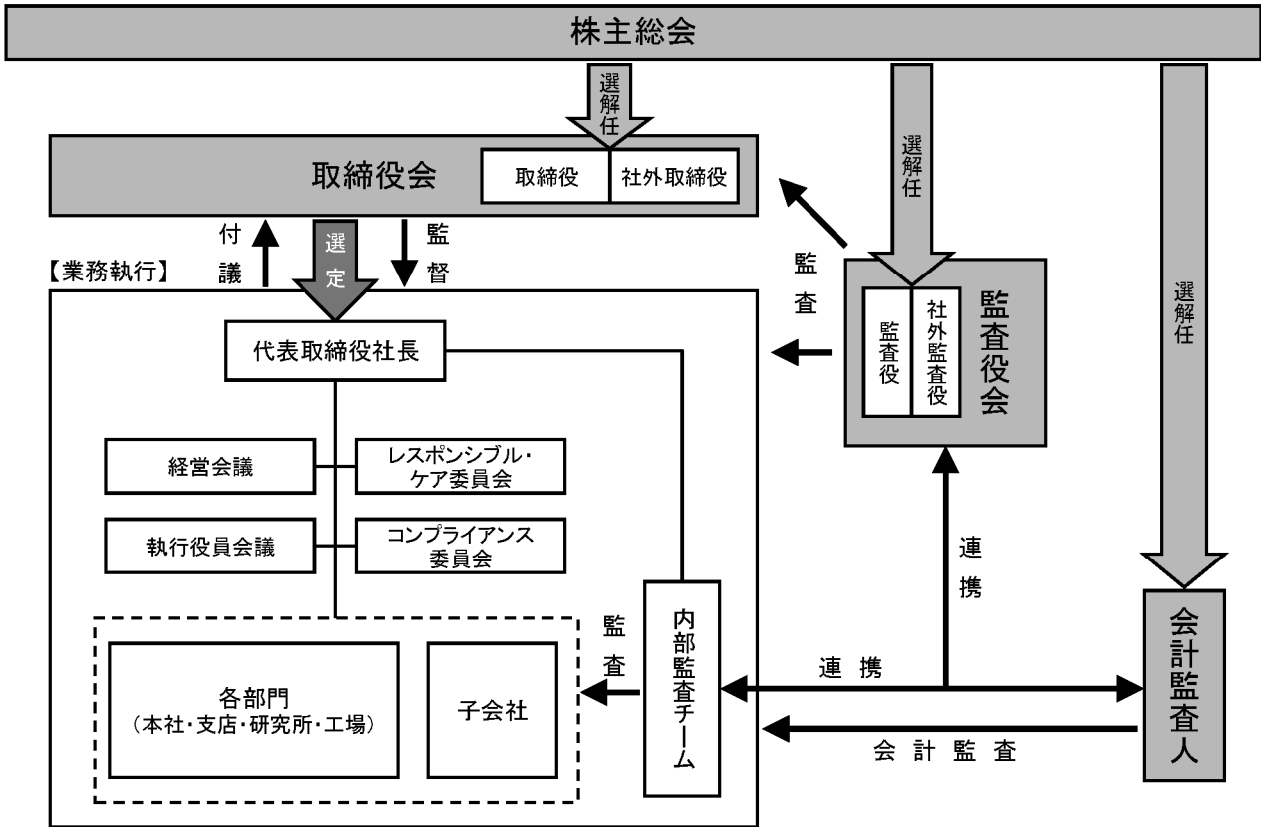 株主総会
選解任
選解任
選解任
取締役会
取締役
社外取締役
付議
選定
監督
【業務執行】
監査
監査役
社外監査役
監査役会
代表取締役社長
経営会議
レスポンシブル・
ケア委員会
執行役員会議
コンプライアンス
委員会
連携
各部門
（本社・支店・研究所・工場）
子会社
監査
内部監査チーム
連携
会計監査
会計監査人